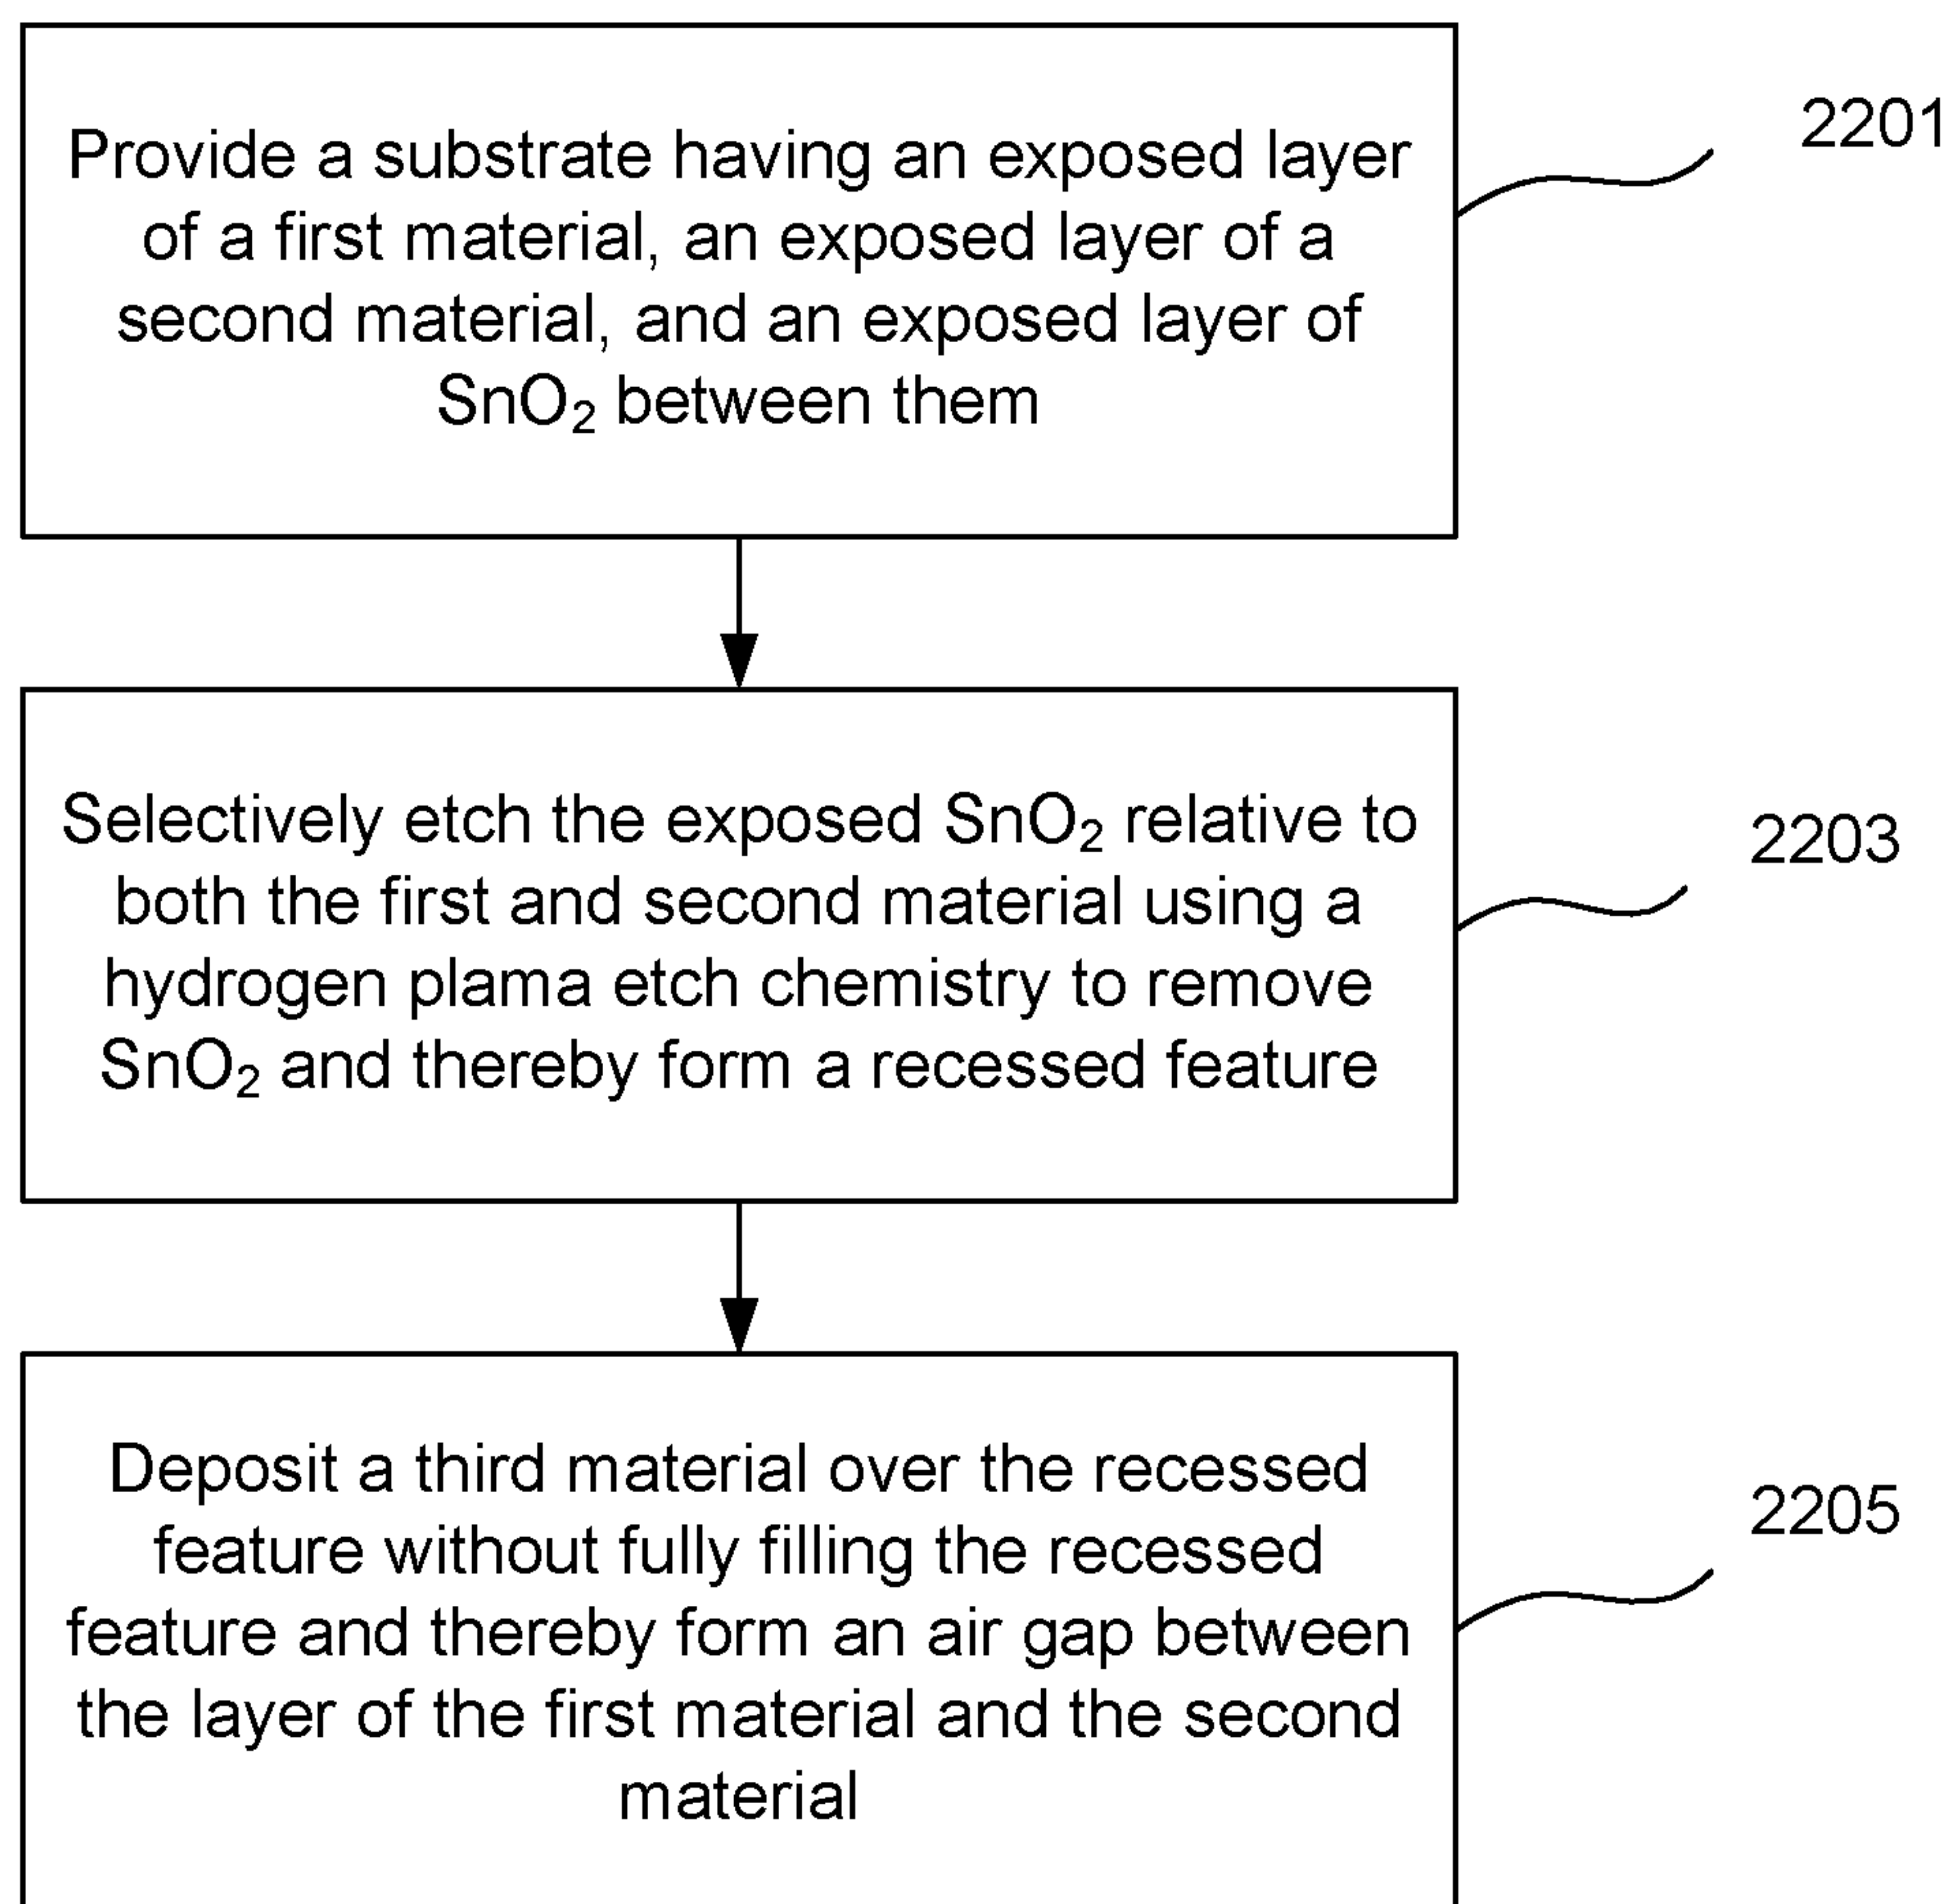 Provide a substrate having an exposed layer
of a first material, an exposed layer of a
second material, and an exposed layer of
SnO₂ between them
2201
Selectively etch the exposed SnO₂ relative to
both the first and second material using a
hydrogen plama etch chemistry to remove
SnO₂ and thereby form a recessed feature
2203
Deposit a third material over the recessed
feature without fully filling the recessed
feature and thereby form an air gap between
the layer of the first material and the second
material
2205